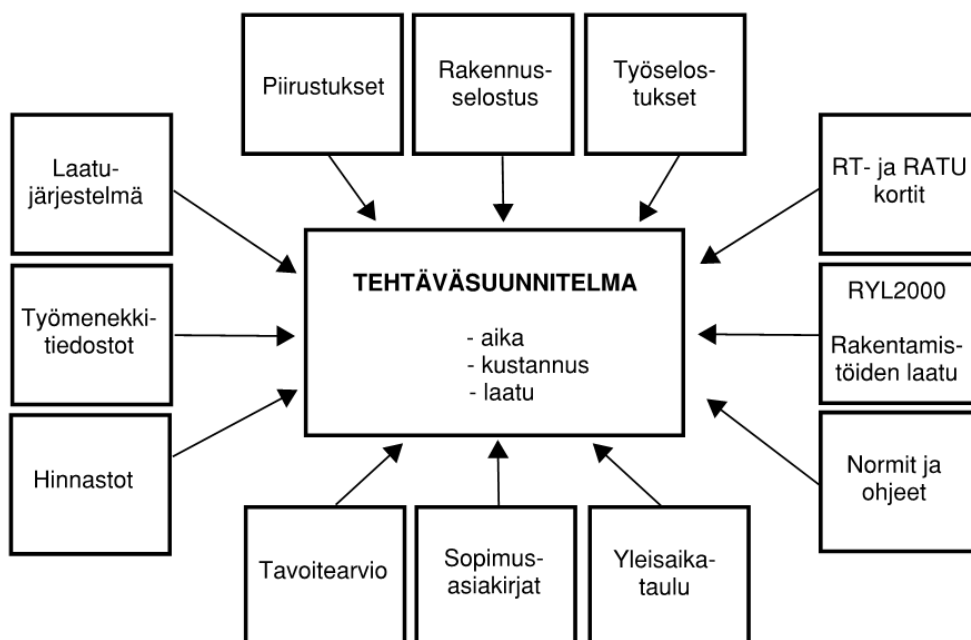 Piirustukset
Rakennus-
selostus
Työselos-
tukset
Laatu-
järjestelmä
RT- ja RATU
kortit
TEHTÄVÄSUUNNITELMA
- aika
- kustannus
- laatu
Työmenekki-
tiedostot
RYL2000
Rakentamis-
töiden laatu
Hinnastot
Normit ja
ohjeet
Tavoitearvio
Sopimus-
asiakirjat
Yleisaika-
taulu